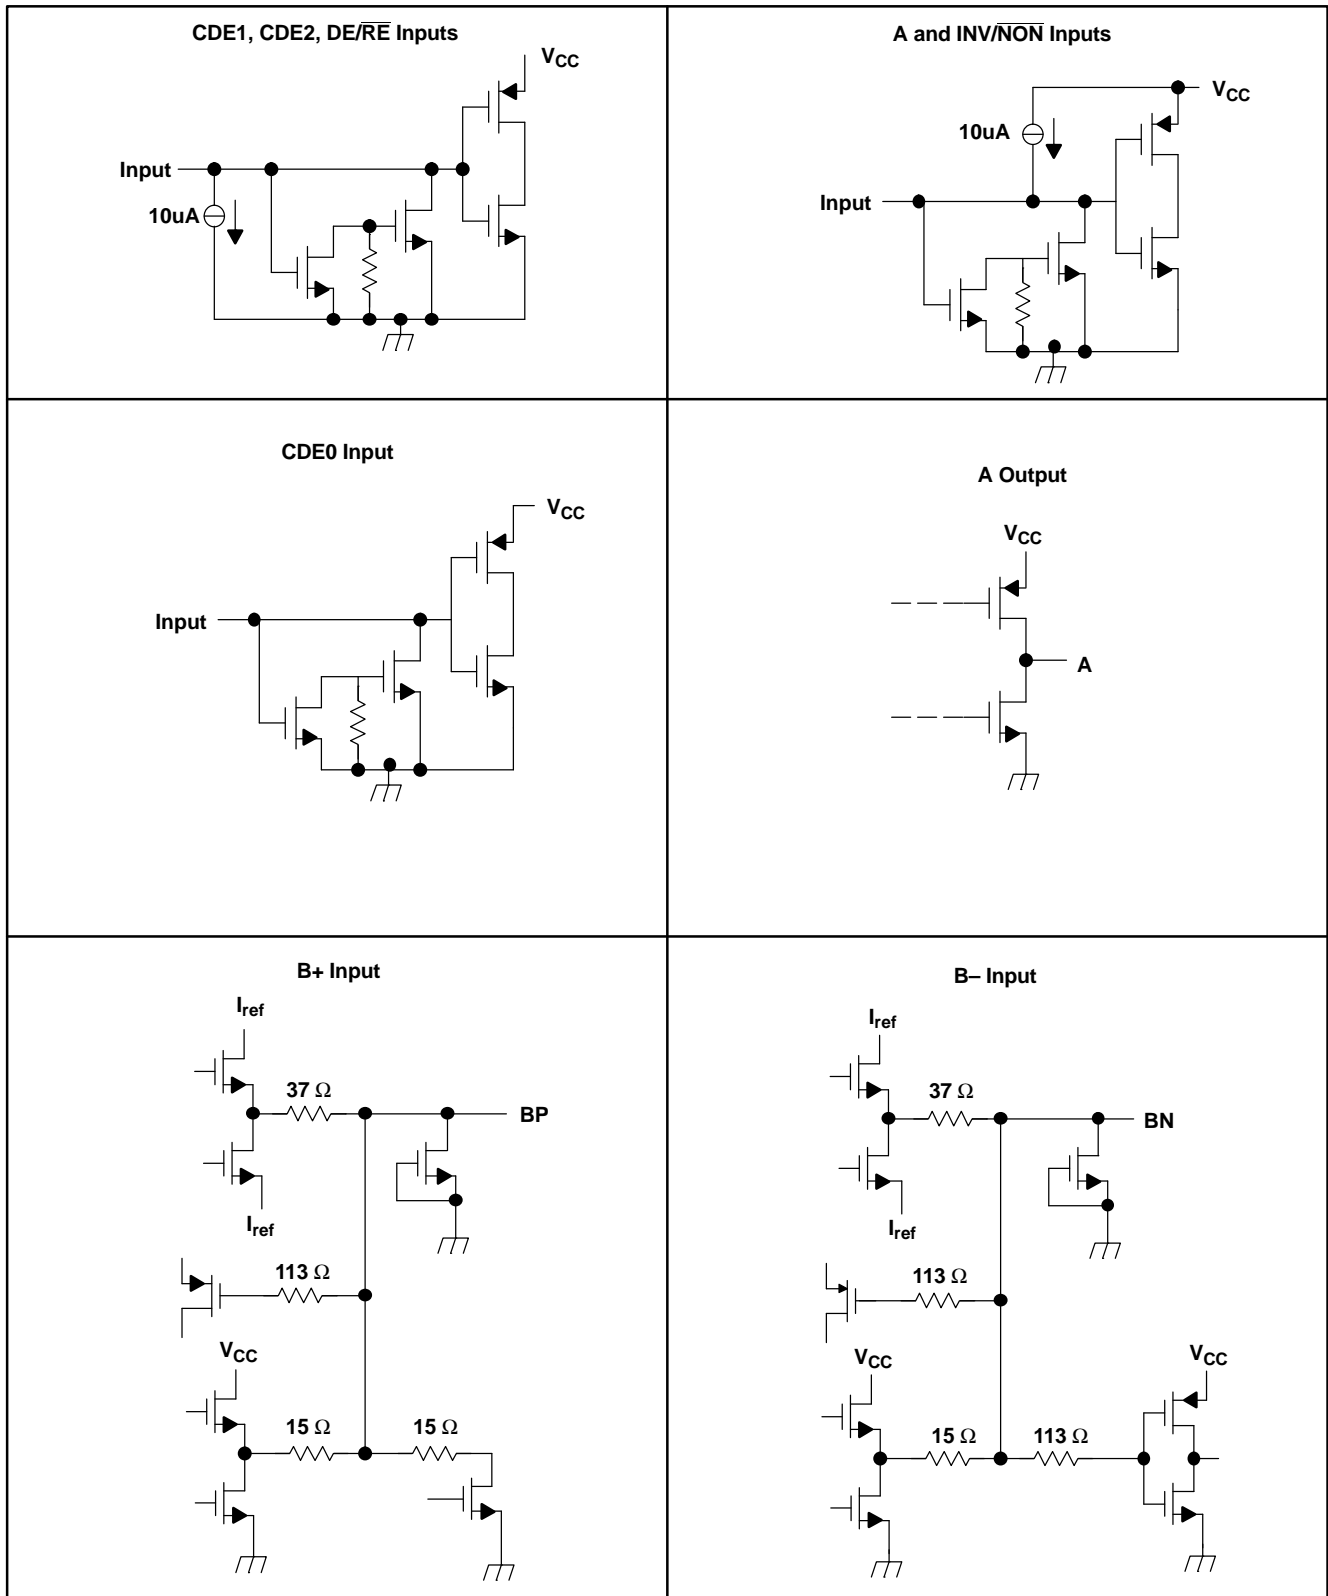 CDE1, CDE2, DE/R̅E̅ Inputs
VCC
Input
10uA
A and INV/N̅O̅N̅ Inputs
VCC
10uA
Input
CDE0 Input
VCC
Input
A Output
VCC
A
B+ Input
Iref
37 Ω
BP
Iref
113 Ω
VCC
15 Ω
15 Ω
B– Input
Iref
37 Ω
BN
Iref
113 Ω
VCC
VCC
15 Ω
113 Ω